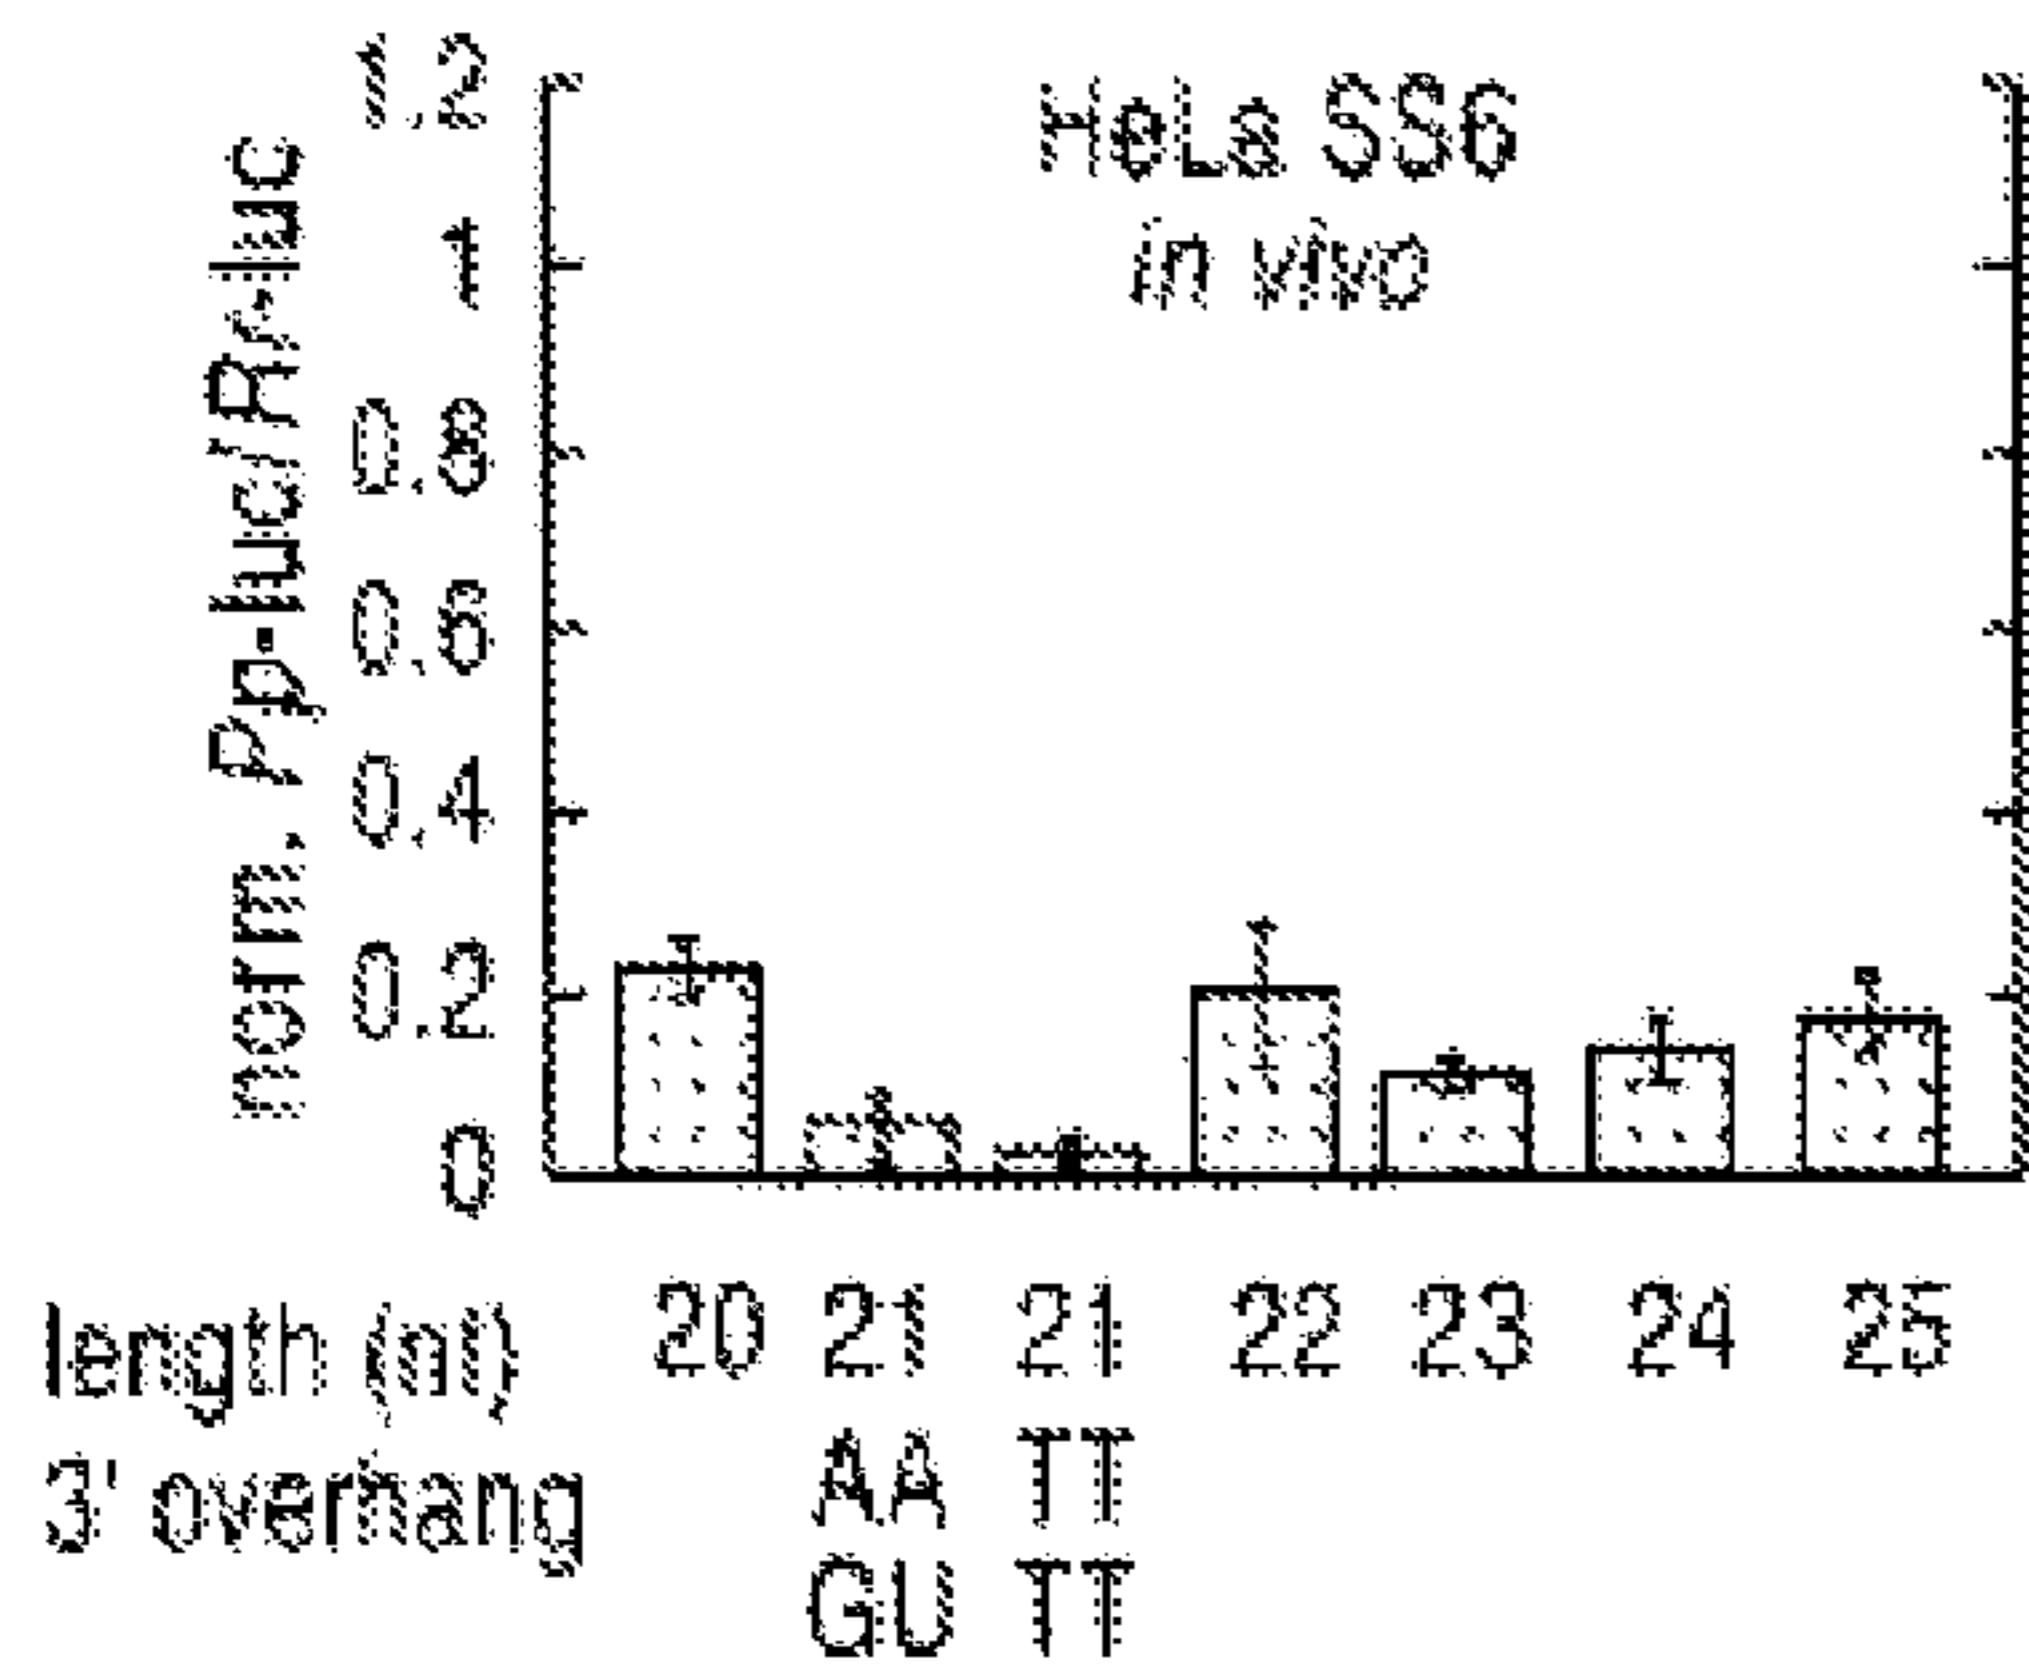 HeLa SS6
in vivo
norm. Pp-luc/Rr-luc
1.2
1
0.8
0.6
0.4
0.2
0
length (nt) 20 21 21 22 23 24 25
3' overhang AA TT
GU TT